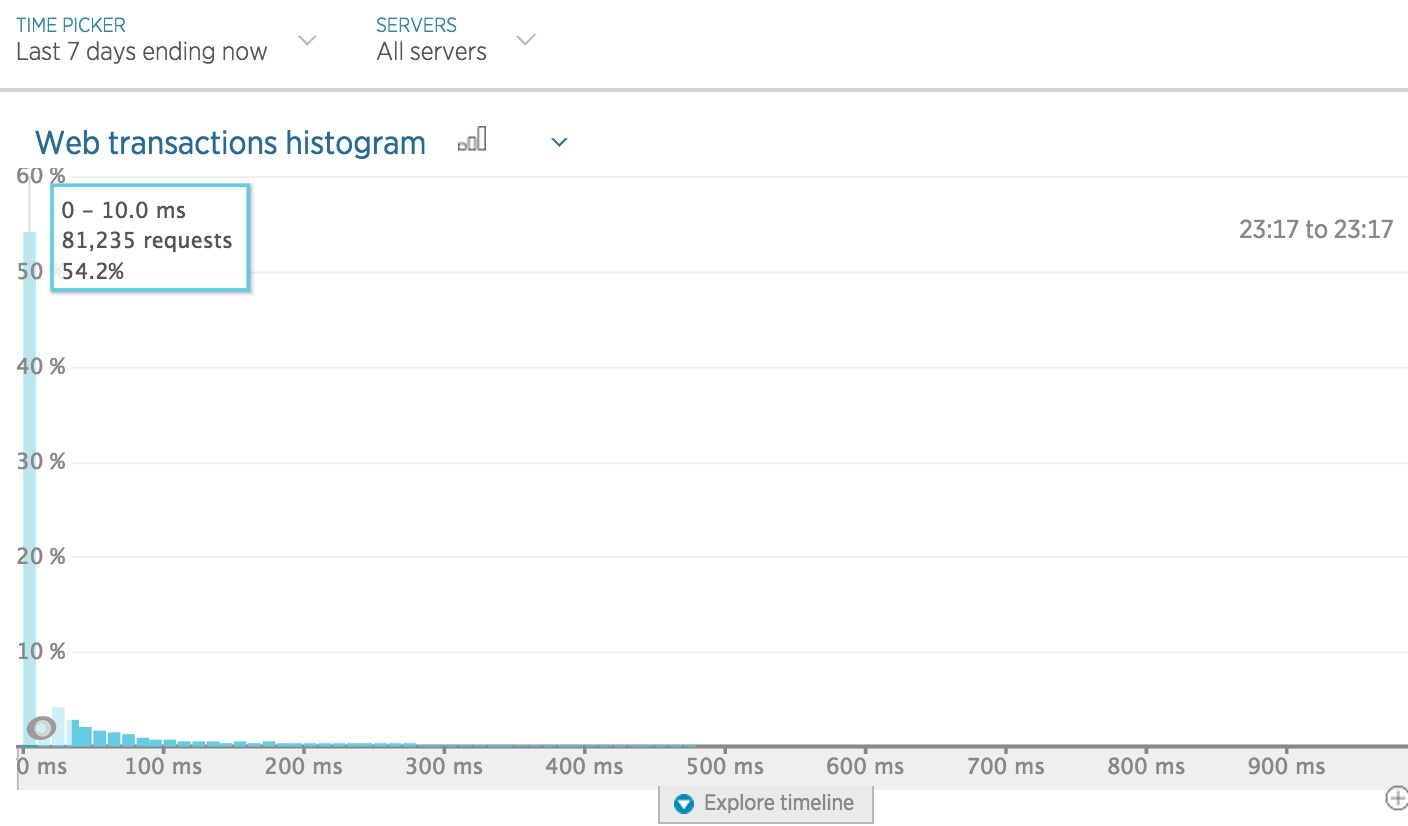 TIME PICKER
Last 7 days ending now
SERVERS
All servers
Web transactions histogram
60 %
0 – 10.0 ms
81,235 requests
54.2%
23:17 to 23:17
50
40 %
30 %
20 %
10 %
0 ms 100 ms 200 ms 300 ms 400 ms 500 ms 600 ms 700 ms 800 ms 900 ms
Explore timeline